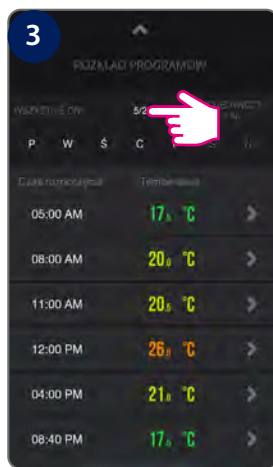 3
ROZKŁAD PROGRAMÓW
WSZYSTKIE DNI 5/2
P W Ś C
Czas rozpoczęcia Temperatura
05:00 AM 17.5 °C
08:00 AM 20.0 °C
11:00 AM 20.5 °C
12:00 PM 26.0 °C
04:00 PM 21.0 °C
08:40 PM 17.5 °C